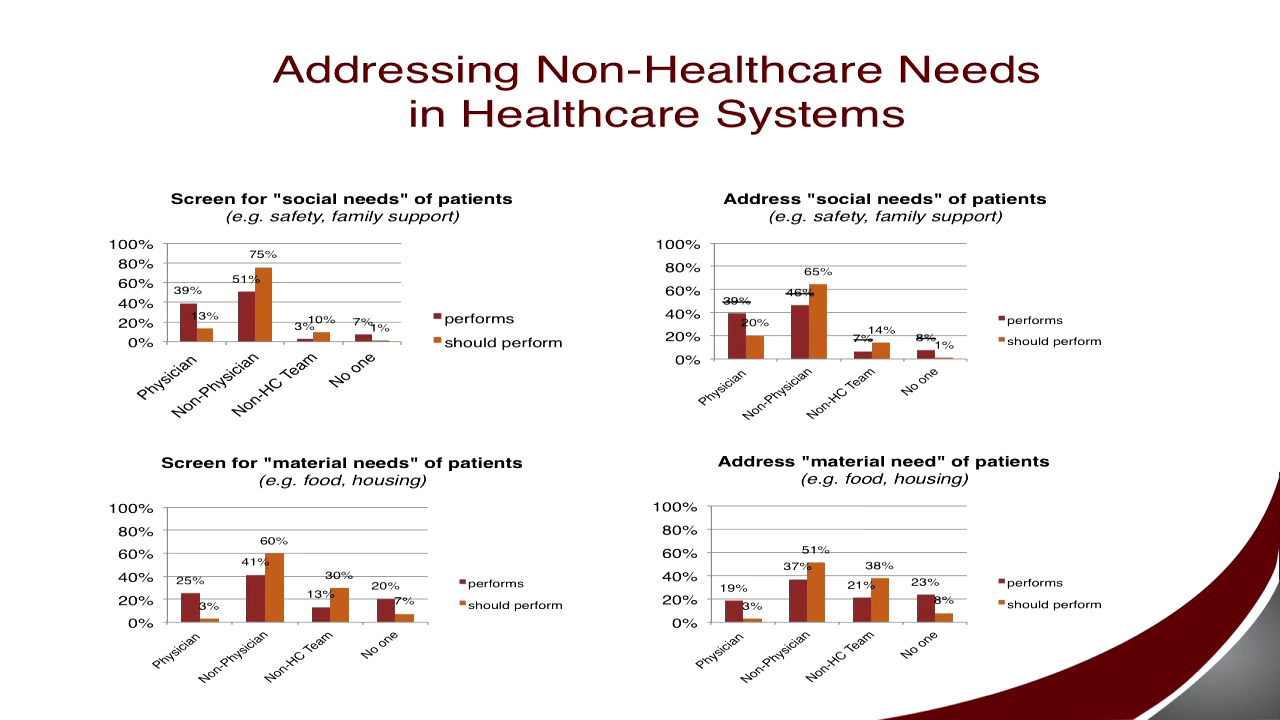 Addressing Non-Healthcare Needs
in Healthcare Systems
Screen for "social needs" of patients
(e.g. safety, family support)
100%
80%
60%
40%
20%
0%
39%
13%
51%
75%
3%
10%
7%
1%
Physician
Non-Physician
Non-HC Team
No one
performs
should perform
Address "social needs" of patients
(e.g. safety, family support)
100%
80%
60%
40%
20%
0%
39%
20%
46%
65%
7%
14%
8%
1%
Physician
Non-Physician
Non-HC Team
No one
performs
should perform
Screen for "material needs" of patients
(e.g. food, housing)
100%
80%
60%
40%
20%
0%
25%
3%
41%
60%
13%
30%
20%
7%
Physician
Non-Physician
Non-HC Team
No one
performs
should perform
Address "material need" of patients
(e.g. food, housing)
100%
80%
60%
40%
20%
0%
19%
3%
37%
51%
21%
38%
23%
8%
Physician
Non-Physician
Non-HC Team
No one
performs
should perform